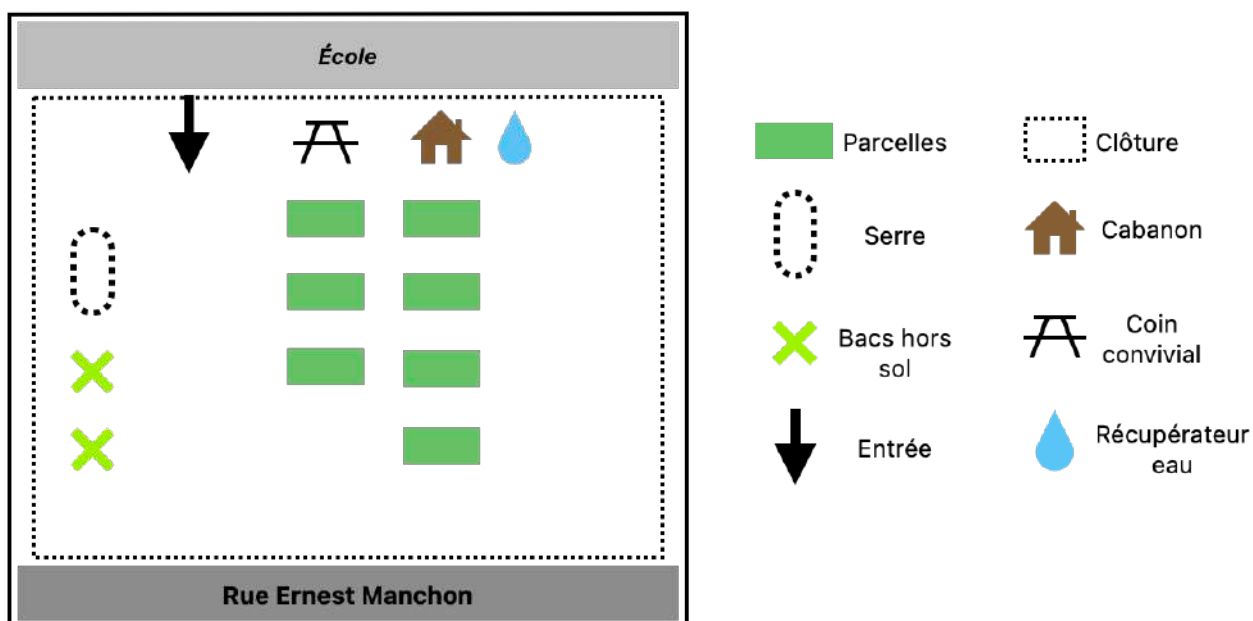 École
Parcelles
Clôture
Serre
Cabanon
Bacs hors
sol
Coin
convivial
Entrée
Récupérateur
eau
Rue Ernest Manchon